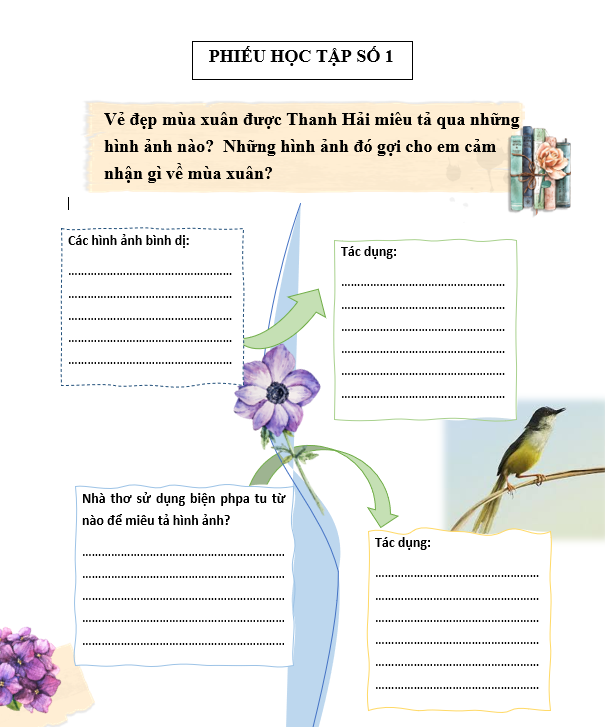 PHIẾU HỌC TẬP SỐ 1
Vẻ đẹp mùa xuân được Thanh Hải miêu tả qua những
hình ảnh nào?  Những hình ảnh đó gợi cho em cảm
nhận gì về mùa xuân?
Các hình ảnh bình dị:
................................................
................................................
................................................
................................................
................................................
Tác dụng:
................................................
................................................
................................................
................................................
................................................
................................................
Nhà thơ sử dụng biện phpa tu từ
nào để miêu tả hình ảnh?
............................................................
............................................................
............................................................
............................................................
............................................................
Tác dụng:
................................................
................................................
................................................
................................................
................................................
................................................